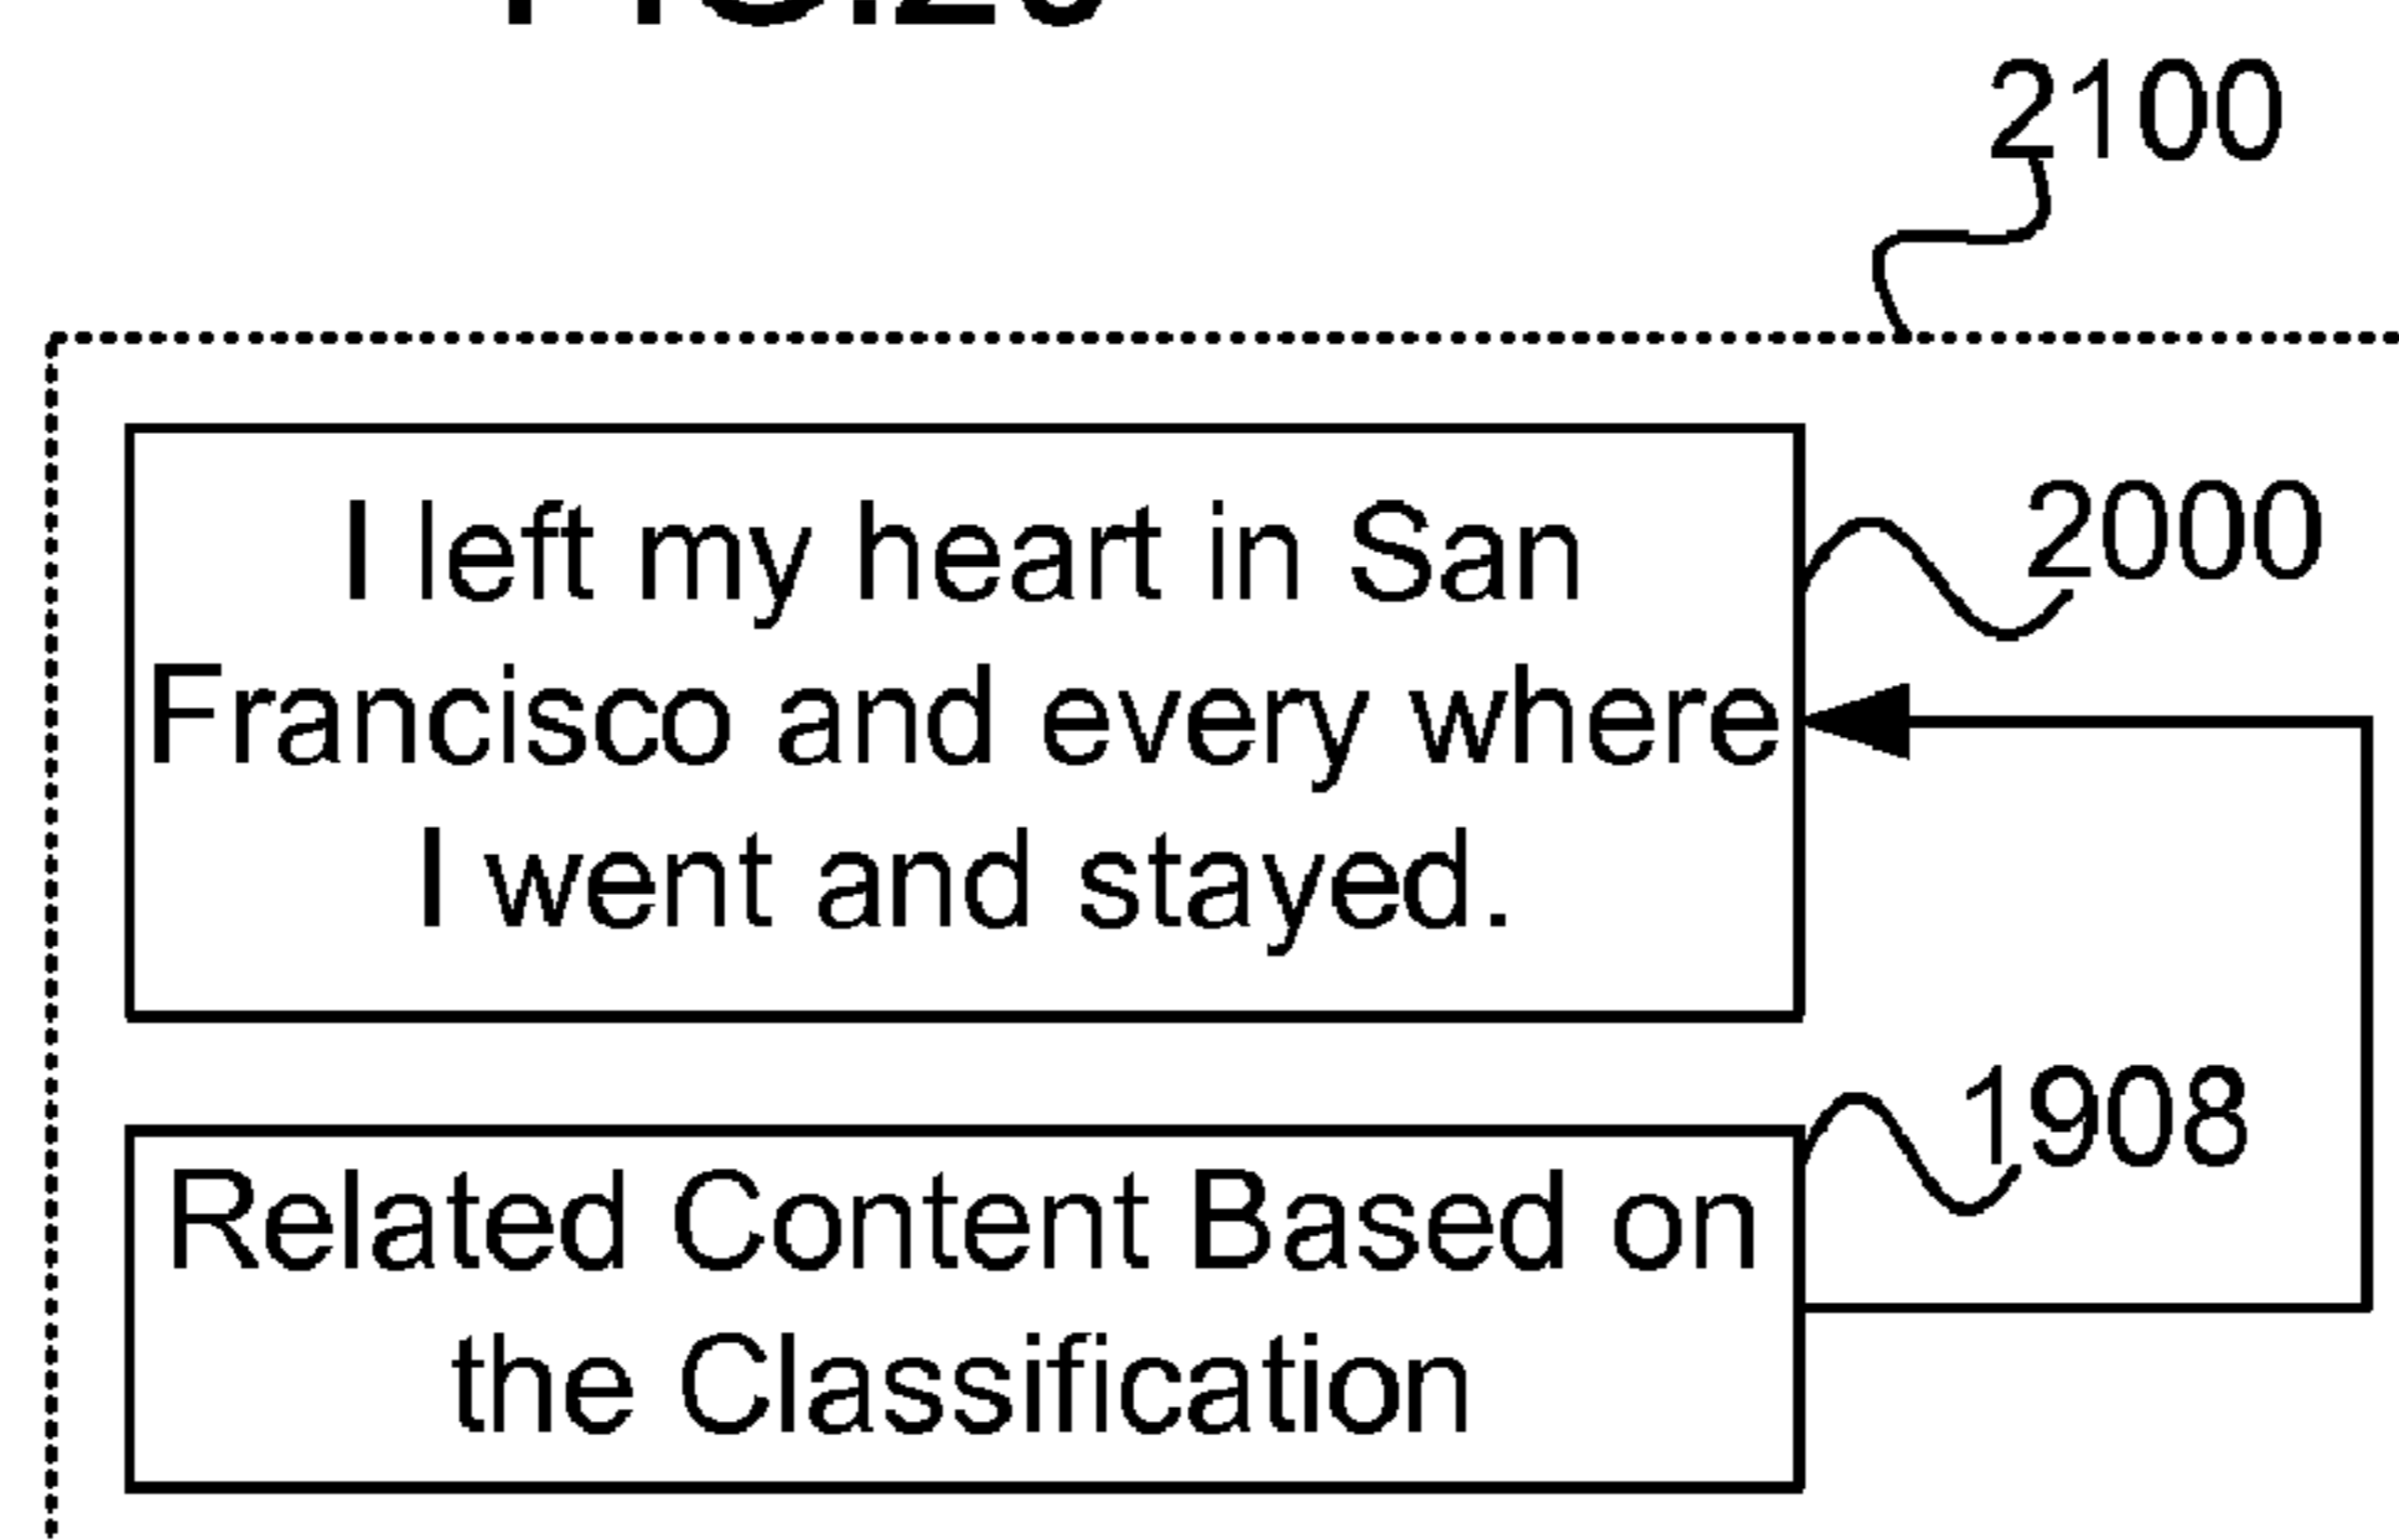 2100
I left my heart in San
2000
Francisco and every where
I went and stayed.
1908
Related Content Based on
the Classification